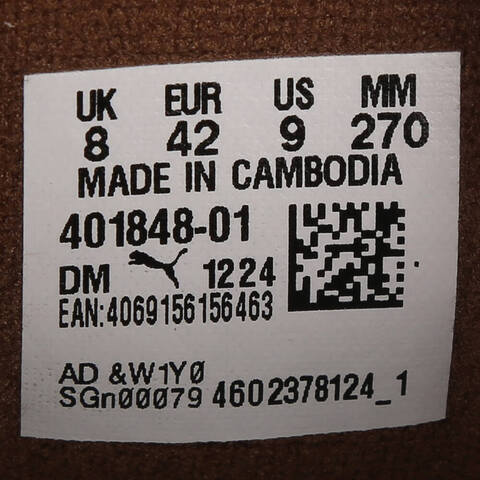 UK EUR US MM
8 42 9 270
MADE IN CAMBODIA
401848-01
DM 1224
EAN:4069156156463
AD &W1Y0
SGn00079 4602378124_1